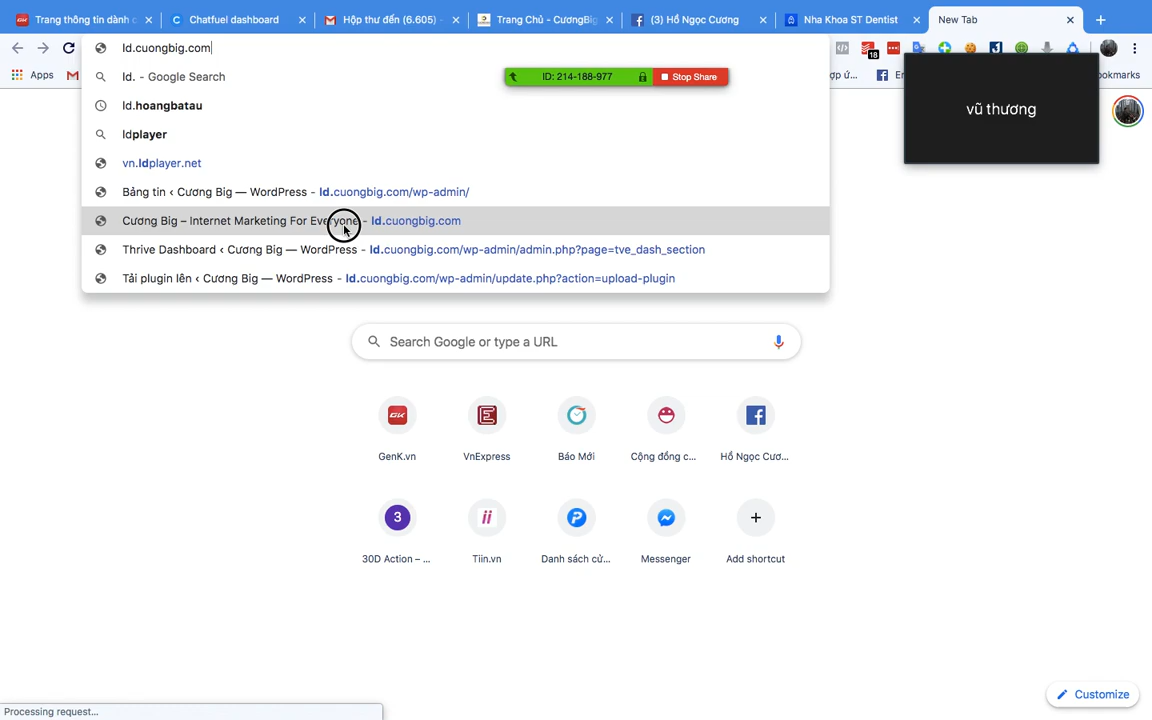 Trang thông tin dành c
Chatfuel dashboard
Hộp thư đến (6.605) -
Trang Chủ - CươngBig
(3) Hồ Ngọc Cương
Nha Khoa ST Dentist
New Tab
ld.cuongbig.com
18
Apps
ID: 214-188-977
Stop Share
ợp ứ...
En
ookmarks
vũ thương
ld. - Google Search
ld.hoangbatau
ldplayer
vn.ldplayer.net
Bảng tin ‹ Cương Big — WordPress - ld.cuongbig.com/wp-admin/
Cương Big – Internet Marketing For Everyone - ld.cuongbig.com
Thrive Dashboard ‹ Cương Big — WordPress - ld.cuongbig.com/wp-admin/admin.php?page=tve_dash_section
Tải plugin lên ‹ Cương Big — WordPress - ld.cuongbig.com/wp-admin/update.php?action=upload-plugin
Search Google or type a URL
GK
GenK.vn
VnExpress
Báo Mới
Cộng đồng c...
Hồ Ngọc Cươ...
3
30D Action – ...
Tiin.vn
Danh sách cử...
Messenger
Add shortcut
Customize
Processing request...